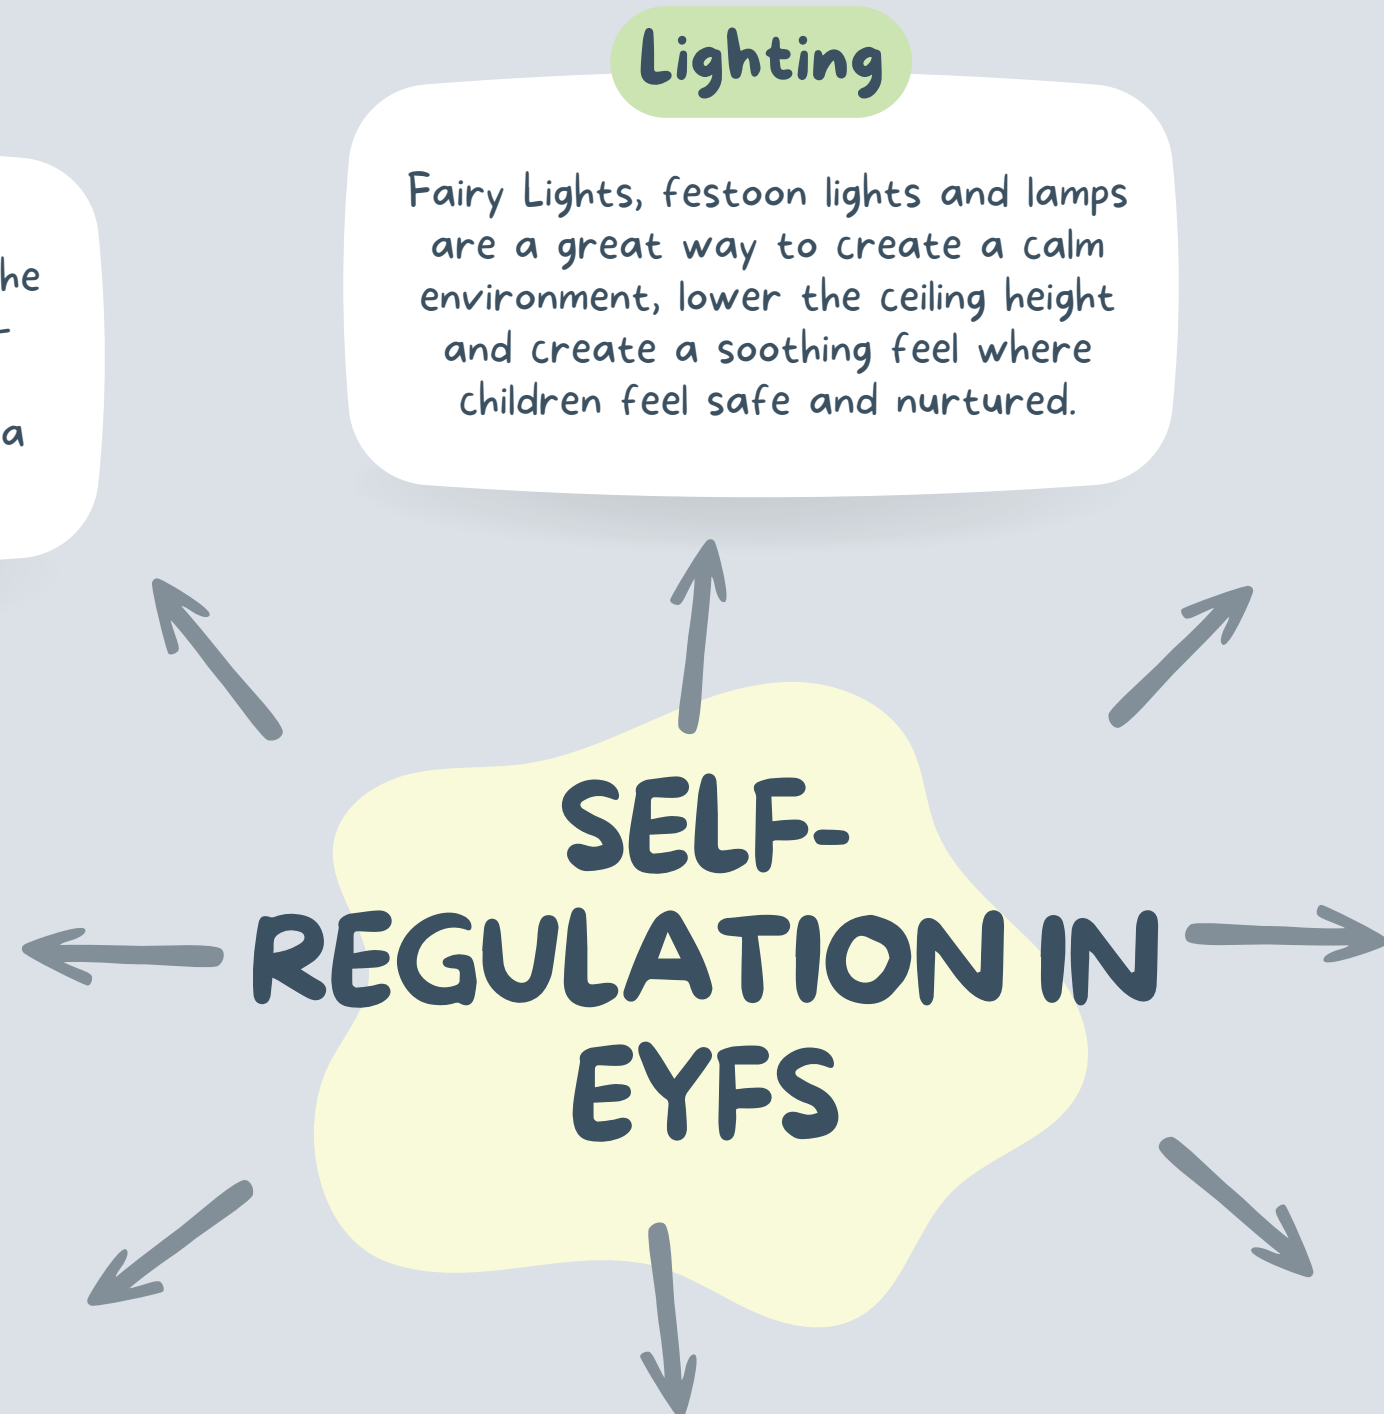 Lighting
Fairy Lights, festoon lights and lamps
are a great way to create a calm
environment, lower the ceiling height
and create a soothing feel where
children feel safe and nurtured.
he
-
a
SELF-
REGULATION IN
EYFS